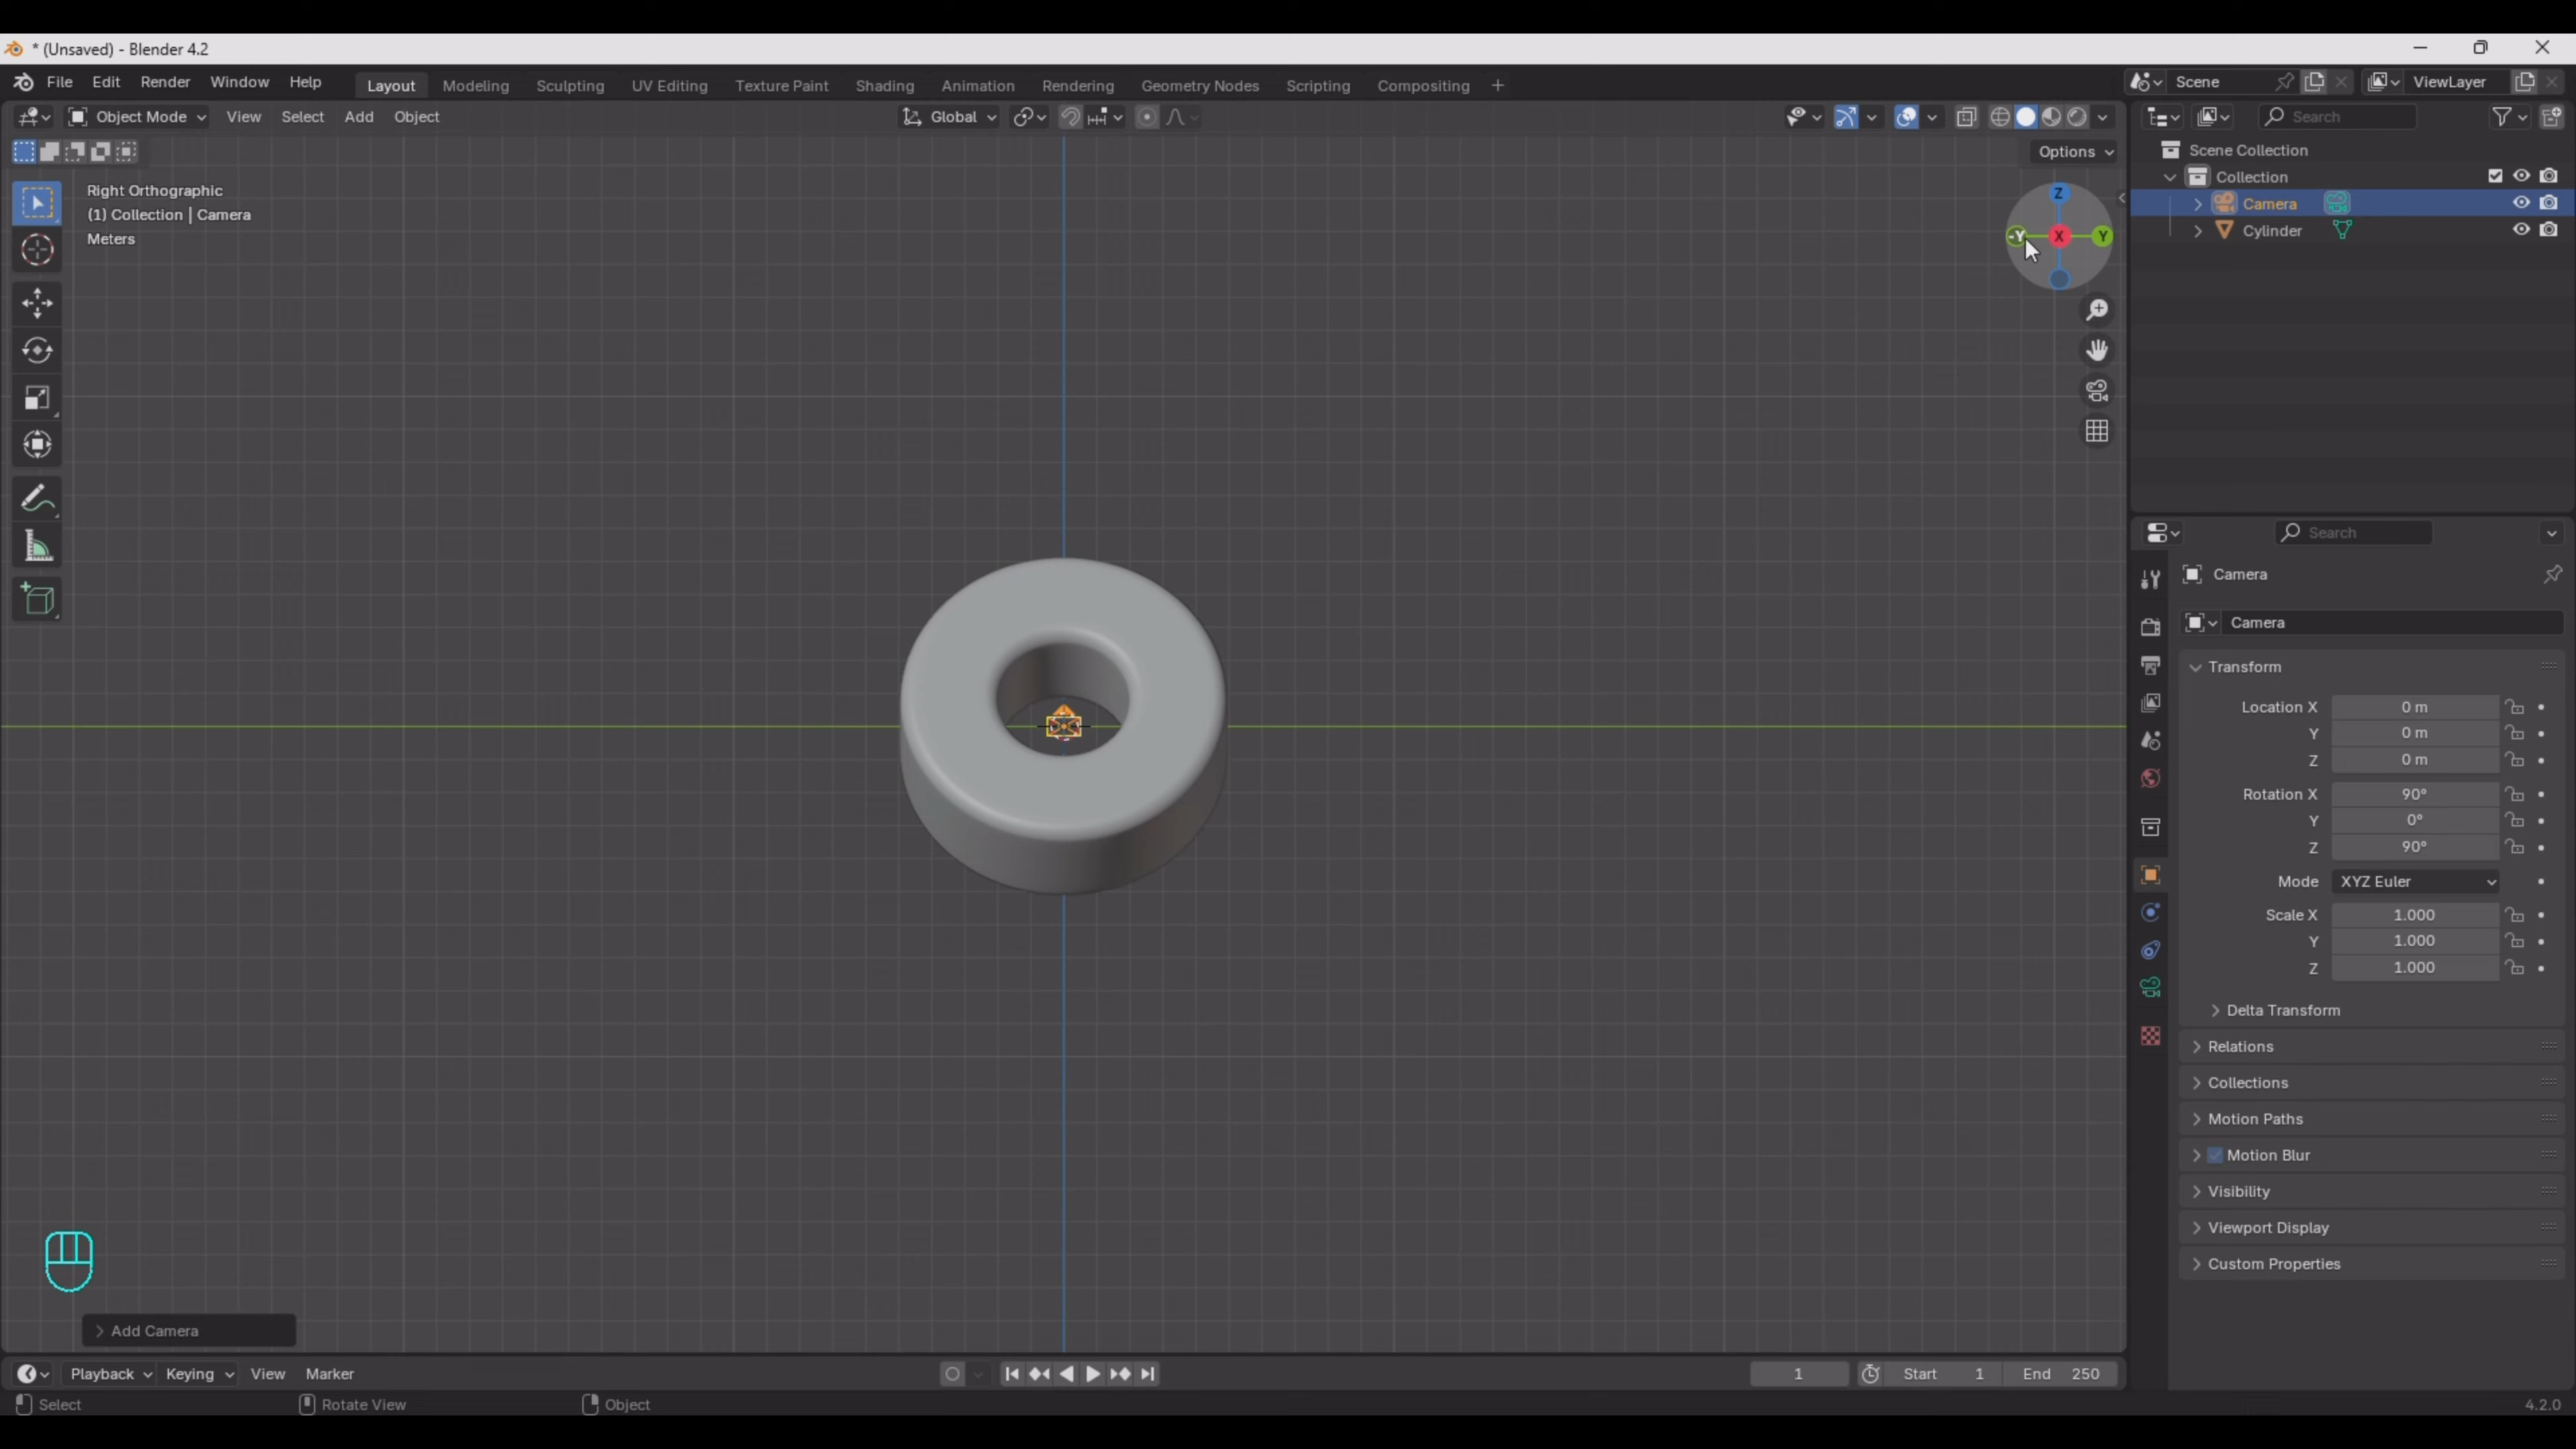 * (Unsaved) - Blender 4.2
File Edit Render Window Help
Layout Modeling Sculpting UV Editing Texture Paint Shading Animation Rendering Geometry Nodes Scripting Compositing +
Scene ViewLayer
Object Mode View Select Add Object
Global
Search
Options
Right Orthographic
(1) Collection | Camera
Meters
Z
-Y X Y
Scene Collection
Collection
Camera
Cylinder
Search
Camera
Camera
Transform
Location X 0 m
Y 0 m
Z 0 m
Rotation X 90°
Y 0°
Z 90°
Mode XYZ Euler
Scale X 1.000
Y 1.000
Z 1.000
Delta Transform
Relations
Collections
Motion Paths
Motion Blur
Visibility
Viewport Display
Custom Properties
Add Camera
Playback Keying View Marker
1 Start 1 End 250
Select Rotate View Object
4.2.0